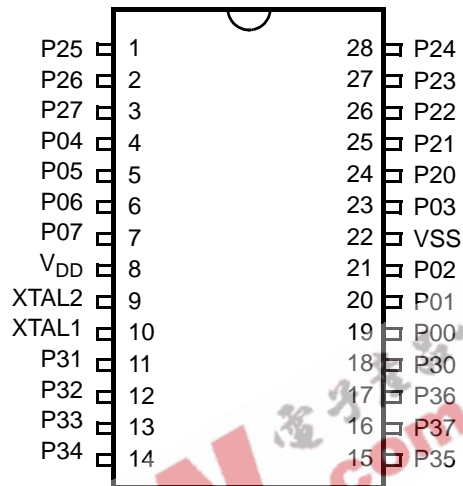 P25 1 28 P24
P26 2 27 P23
P27 3 26 P22
P04 4 25 P21
P05 5 24 P20
P06 6 23 P03
P07 7 22 VSS
VDD 8 21 P02
XTAL2 9 20 P01
XTAL1 10 19 P00
P31 11 18 P30
P32 12 17 P36
P33 13 16 P37
P34 14 15 P35
.com